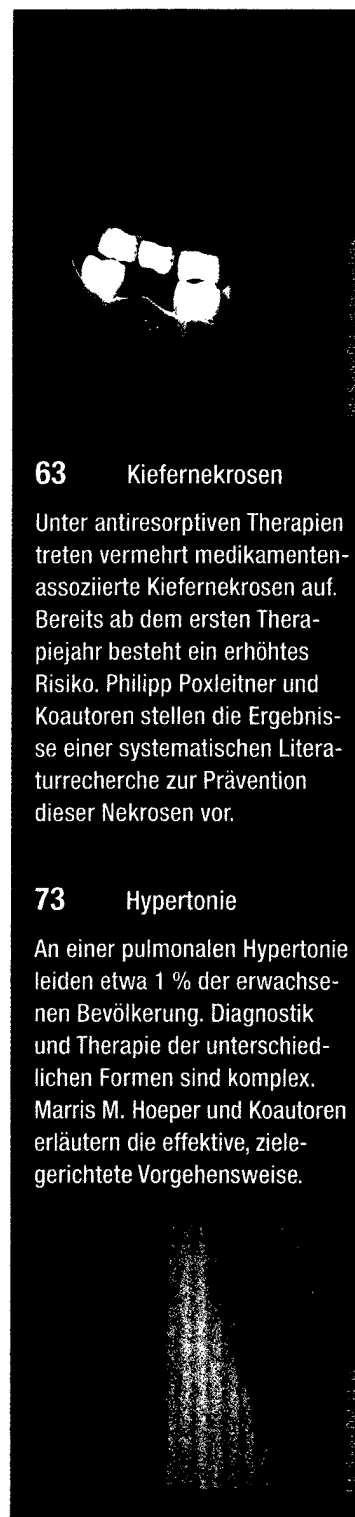 63 Kiefernekrosen
Unter antiresorptiven Therapien
treten vermehrt medikamenten-
assoziierte Kiefernekrosen auf.
Bereits ab dem ersten Thera-
piejahr besteht ein erhöhtes
Risiko. Philipp Poxleitner und
Koautoren stellen die Ergebnis-
se einer systematischen Litera-
turrecherche zur Prävention
dieser Nekrosen vor.
73 Hypertonie
An einer pulmonalen Hypertonie
leiden etwa 1 % der erwachse-
nen Bevölkerung. Diagnostik
und Therapie der unterschied-
lichen Formen sind komplex.
Marris M. Hoeper und Koautoren
erläutern die effektive, ziele-
gerichtete Vorgehensweise.